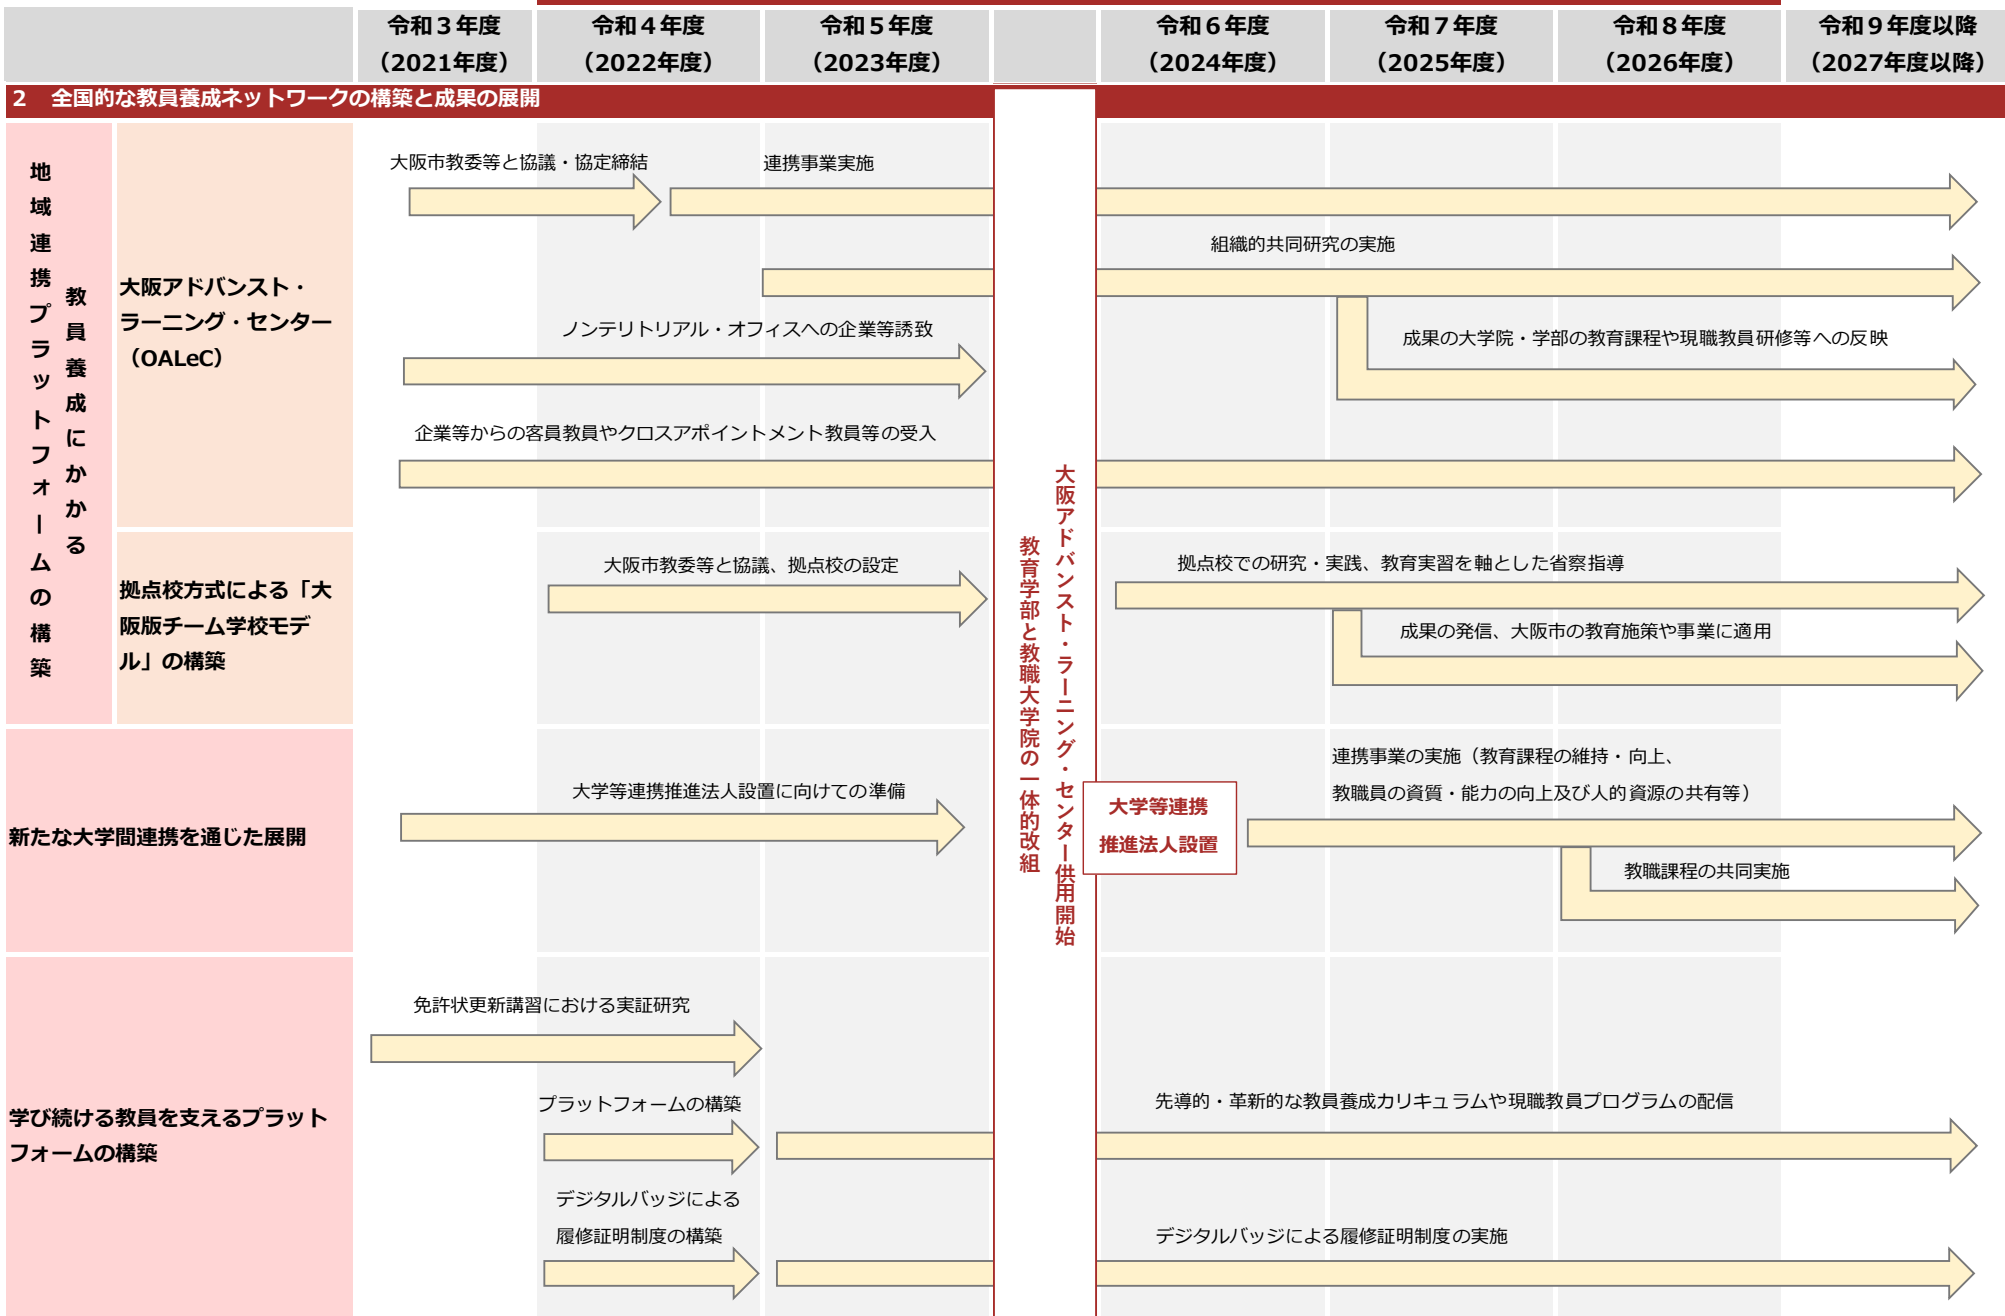 令和３年度
（2021年度）
令和４年度
（2022年度）
令和５年度
（2023年度）
令和６年度
（2024年度）
令和７年度
（2025年度）
令和８年度
（2026年度）
令和９年度以降
（2027年度以降）
２　全国的な教員養成ネットワークの構築と成果の展開
教員養成にかかる
地域連携プラットフォームの構築
大阪アドバンスト・
ラーニング・センター
（OALeC）
大阪市教委等と協議・協定締結
連携事業実施
組織的共同研究の実施
ノンテリトリアル・オフィスへの企業等誘致
成果の大学院・学部の教育課程や現職教員研修等への反映
企業等からの客員教員やクロスアポイントメント教員等の受入
大阪アドバンスト・ラーニング・センター供用開始
教育学部と教職大学院の一体的改組
拠点校方式による「大
阪版チーム学校モデ
ル」の構築
大阪市教委等と協議、拠点校の設定
拠点校での研究・実践、教育実習を軸とした省察指導
成果の発信、大阪市の教育施策や事業に適用
新たな大学間連携を通じた展開
大学等連携推進法人設置に向けての準備
大学等連携
推進法人設置
連携事業の実施（教育課程の維持・向上、
教職員の資質・能力の向上及び人的資源の共有等）
教職課程の共同実施
学び続ける教員を支えるプラット
フォームの構築
免許状更新講習における実証研究
プラットフォームの構築
先導的・革新的な教員養成カリキュラムや現職教員プログラムの配信
デジタルバッジによる
履修証明制度の構築
デジタルバッジによる履修証明制度の実施